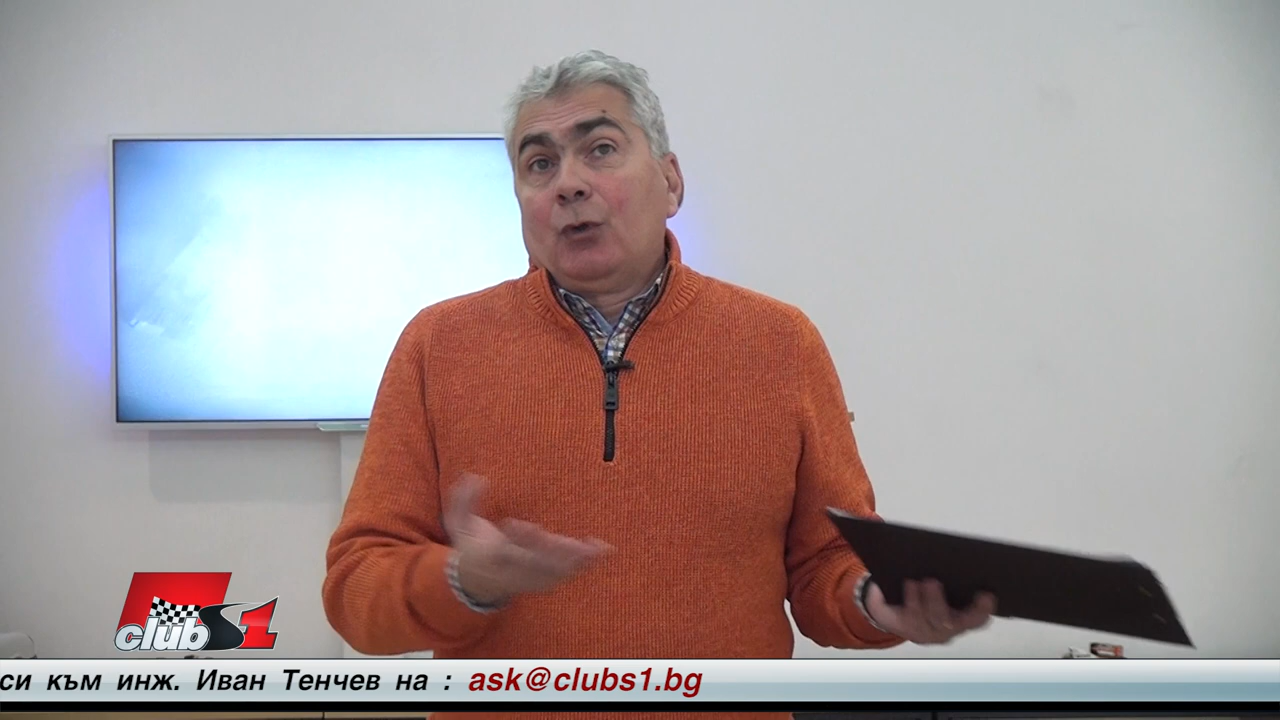 club S1
си към инж. Иван Тенчев на : ask@clubs1.bg